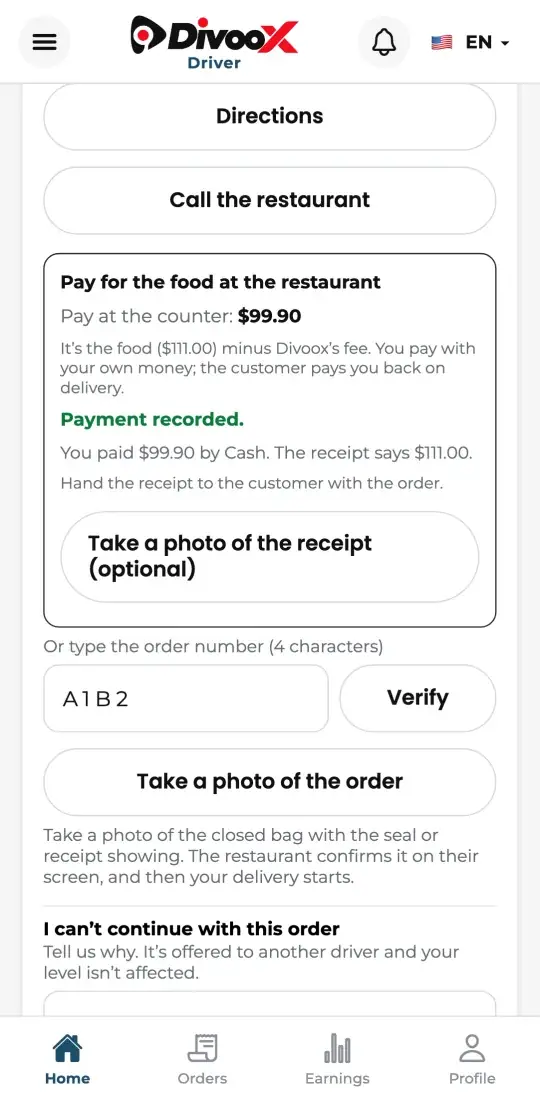 DivooX
Driver
EN
Directions
Call the restaurant
Pay for the food at the restaurant
Pay at the counter: $99.90
It’s the food ($111.00) minus Divoox’s fee. You pay with
your own money; the customer pays you back on
delivery.
Payment recorded.
You paid $99.90 by Cash. The receipt says $111.00.
Hand the receipt to the customer with the order.
Take a photo of the receipt
(optional)
Or type the order number (4 characters)
A1B2
Verify
Take a photo of the order
Take a photo of the closed bag with the seal or
receipt showing. The restaurant confirms it on their
screen, and then your delivery starts.
I can’t continue with this order
Tell us why. It’s offered to another driver and your
level isn’t affected.
Home
Orders
Earnings
Profile